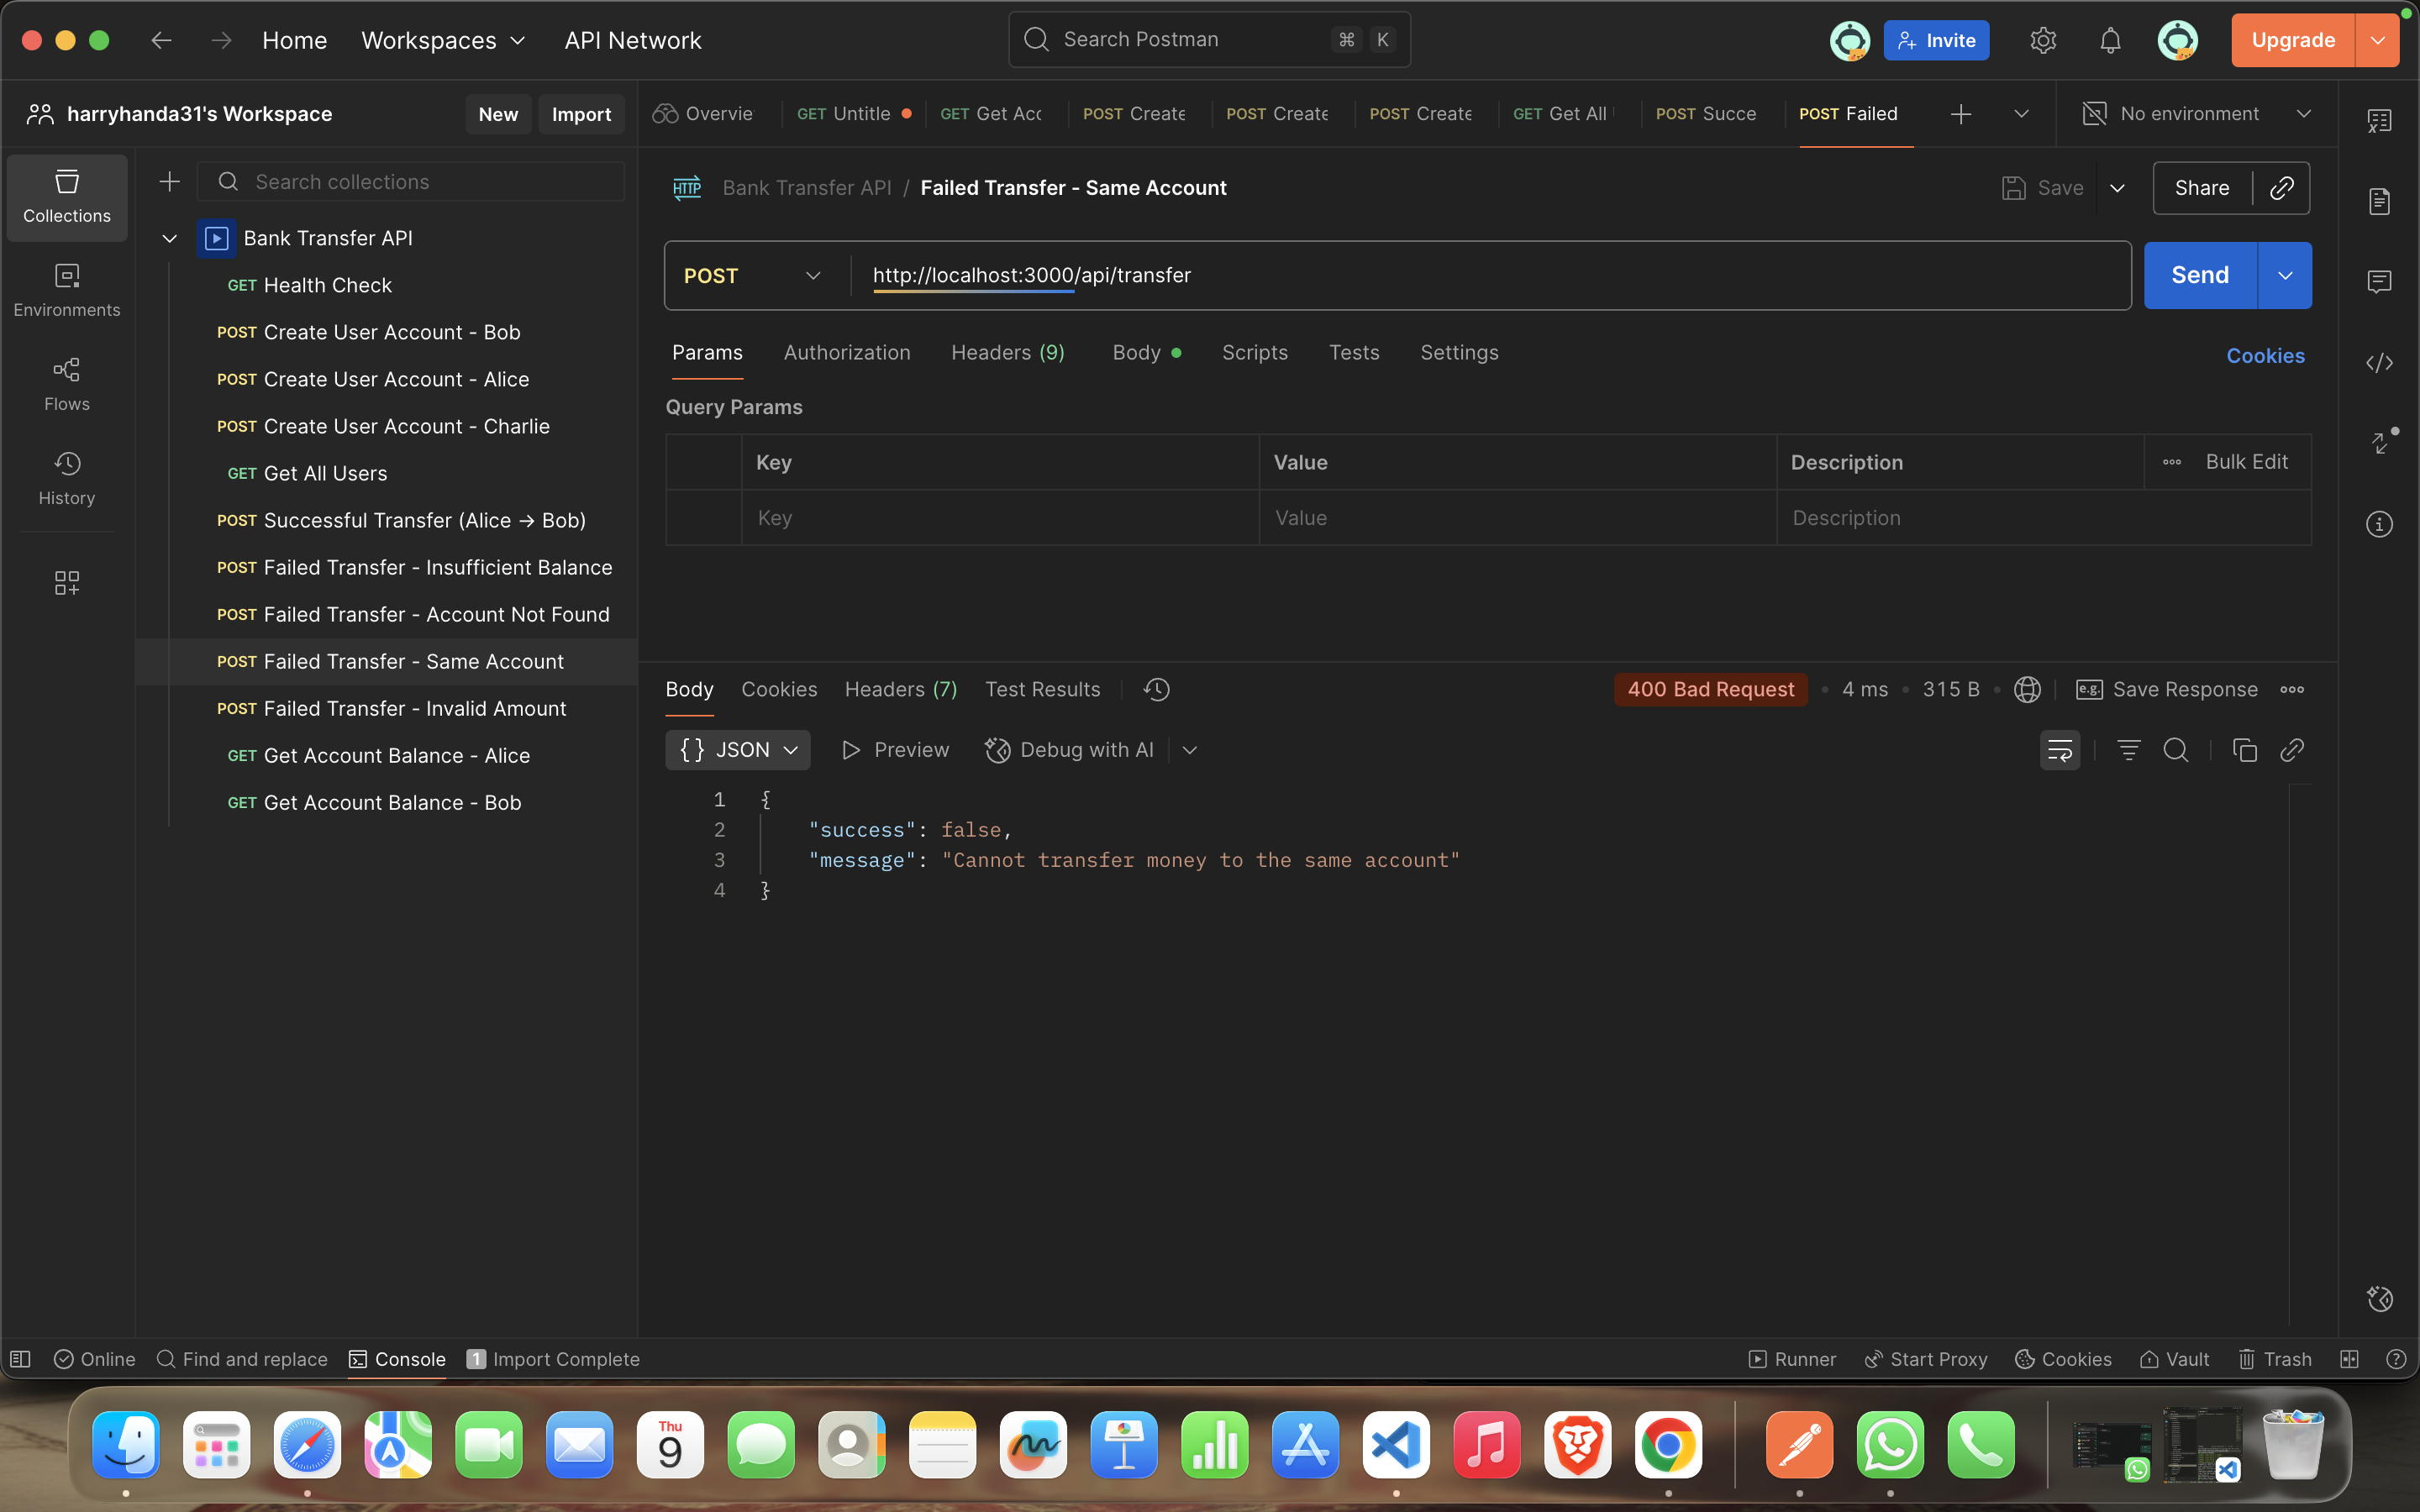 Home Workspaces API Network Search Postman ⌘ K Invite Upgrade
harryhanda31's Workspace New Import Overvie GET Untitle GET Get Acc POST Create POST Create POST Create GET Get All POST Succe POST Failed No environment
Collections
Environments
Flows
History
Search collections
Bank Transfer API
GET Health Check
POST Create User Account - Bob
POST Create User Account - Alice
POST Create User Account - Charlie
GET Get All Users
POST Successful Transfer (Alice → Bob)
POST Failed Transfer - Insufficient Balance
POST Failed Transfer - Account Not Found
POST Failed Transfer - Same Account
POST Failed Transfer - Invalid Amount
GET Get Account Balance - Alice
GET Get Account Balance - Bob
HTTP Bank Transfer API / Failed Transfer - Same Account Save Share
POST http://localhost:3000/api/transfer Send
Params Authorization Headers (9) Body Scripts Tests Settings Cookies
Query Params
Key Value Description Bulk Edit
Key Value Description
Body Cookies Headers (7) Test Results 400 Bad Request • 4 ms • 315 B • e.g. Save Response
{} JSON Preview Debug with AI
1 {
2 "success": false,
3 "message": "Cannot transfer money to the same account"
4 }
Online Find and replace Console 1 Import Complete Runner Start Proxy Cookies Vault Trash
Thu
9